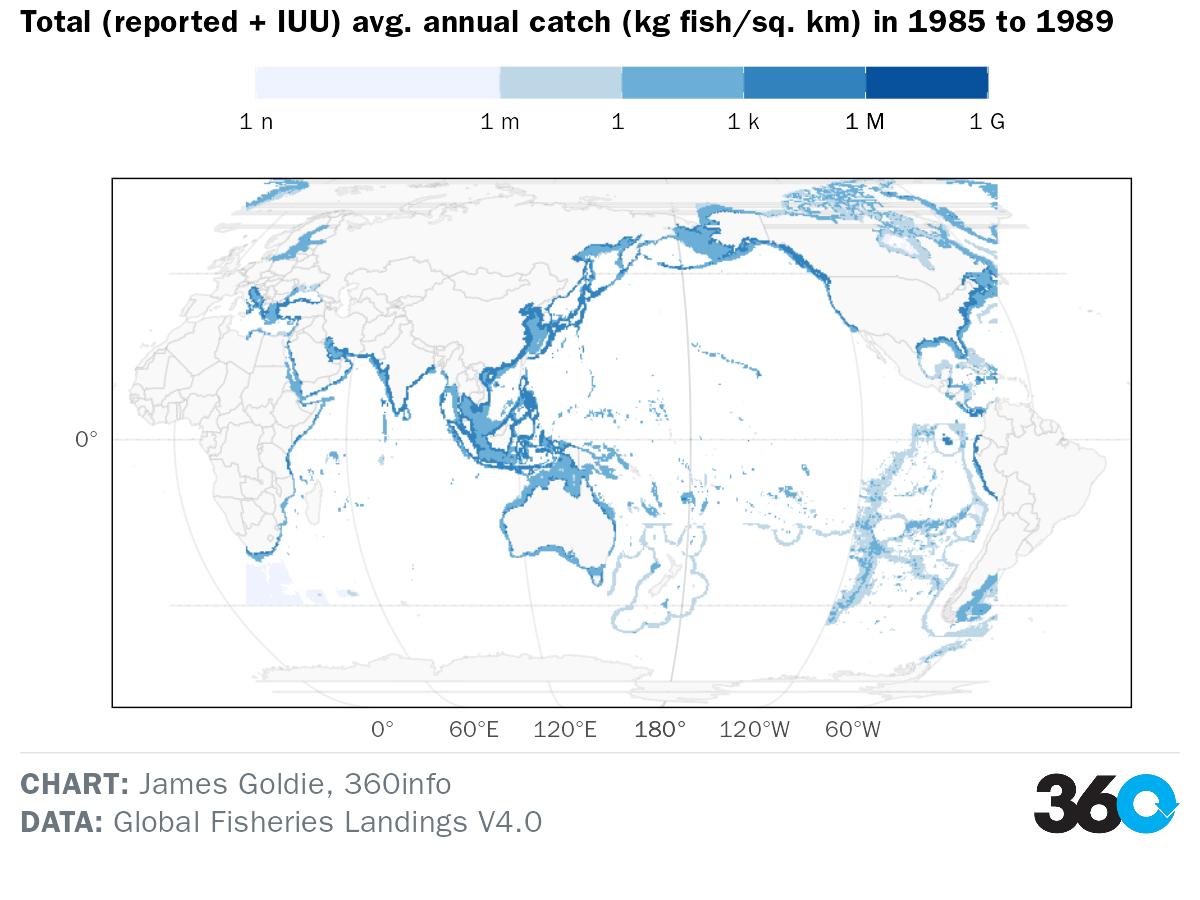 Total (reported + IUU) avg. annual catch (kg fish/sq. km) in 1985 to 1989
1 n 1 m 1 1 k 1 M 1 G
0°
0° 60°E 120°E 180° 120°W 60°W
CHART: James Goldie, 360info
DATA: Global Fisheries Landings V4.0
360